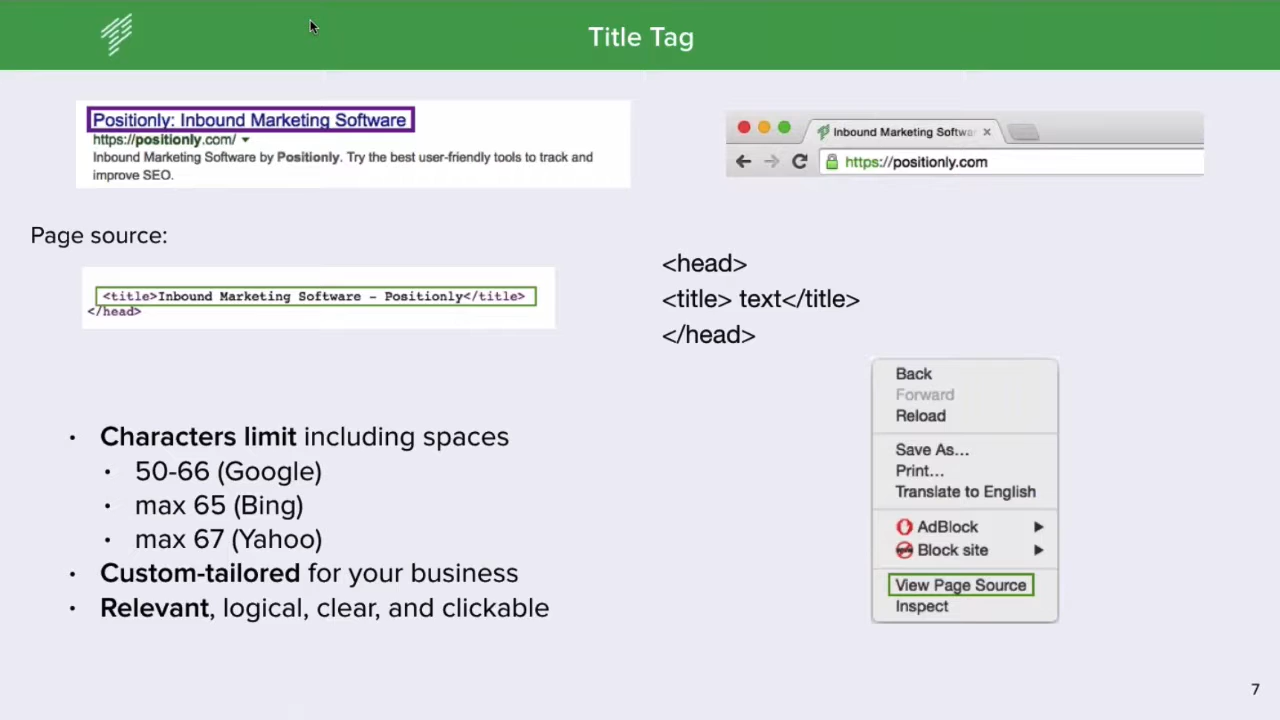 Title Tag
Positionly: Inbound Marketing Software
https://positionly.com/
Inbound Marketing Software by Positionly. Try the best user-friendly tools to track and
improve SEO.
Inbound Marketing Softwa
https://positionly.com
Page source:
<title>Inbound Marketing Software - Positionly</title>
</head>
<head>
<title> text</title>
</head>
• Characters limit including spaces
• 50-66 (Google)
• max 65 (Bing)
• max 67 (Yahoo)
• Custom-tailored for your business
• Relevant, logical, clear, and clickable
Back
Forward
Reload
Save As...
Print...
Translate to English
AdBlock
Block site
View Page Source
Inspect
7